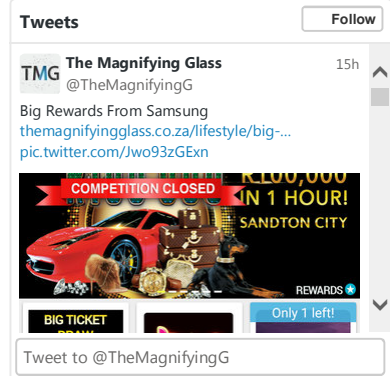 Tweets
Follow
TMG
The Magnifying Glass
15h
@TheMagnifyingG
Big Rewards From Samsung
themagnifyingglass.co.za/lifestyle/big-...
pic.twitter.com/Jwo93zGExn
R100,000
COMPETITION CLOSED
IN 1 HOUR!
SANDTON CITY
REWARDS
Only 1 left!
BIG TICKET
DRAW
Tweet to @TheMagnifyingG